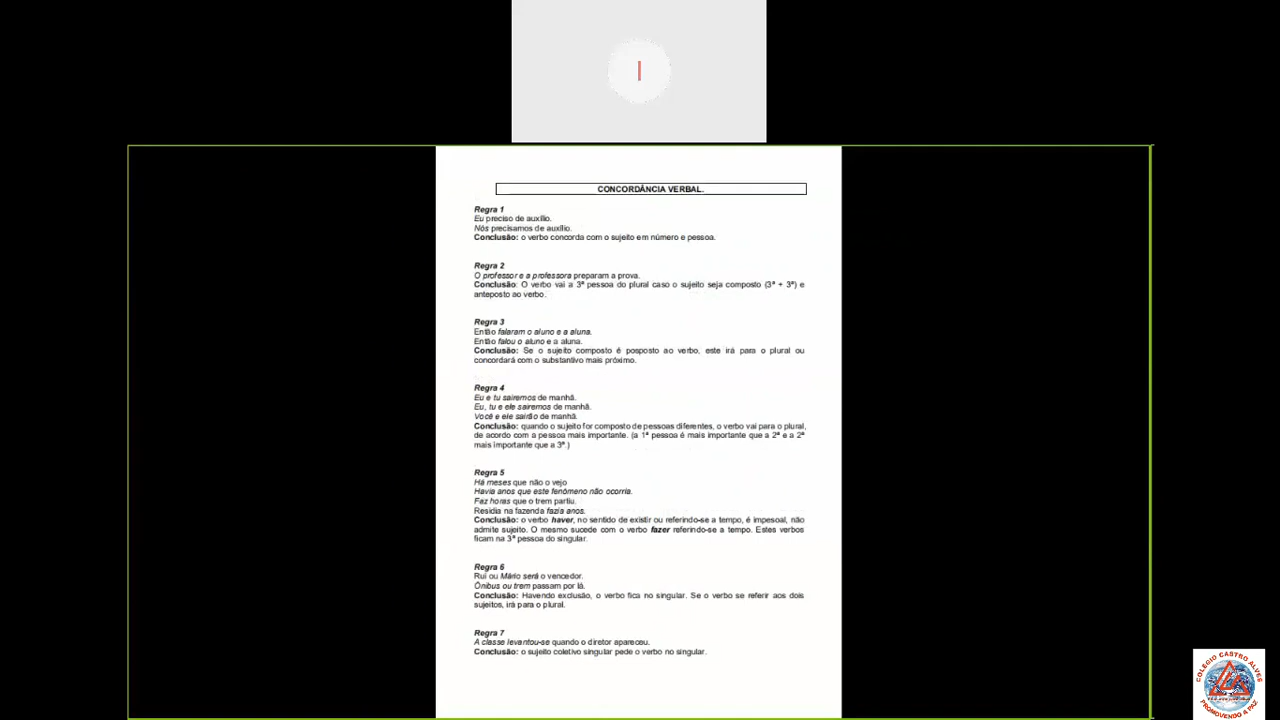 CONCORDÂNCIA VERBAL.
Regra 1
Eu preciso de auxílio.
Nós precisamos de auxílio.
Conclusão: o verbo concorda com o sujeito em número e pessoa.
Regra 2
O professor e a professora preparam a prova.
Conclusão: O verbo vai a 3ª pessoa do plural caso o sujeito seja composto (3ª + 3ª) e
anteposto ao verbo.
Regra 3
Então falaram o aluno e a aluna.
Então falou o aluno e a aluna.
Conclusão: Se o sujeito composto é posposto ao verbo, este irá para o plural ou
concordará com o substantivo mais próximo.
Regra 4
Eu e tu sairemos de manhã.
Eu, tu e ele sairemos de manhã.
Você e ele sairão de manhã.
Conclusão: quando o sujeito for composto de pessoas diferentes, o verbo vai para o plural,
de acordo com a pessoa mais importante. (a 1ª pessoa é mais importante que a 2ª e a 2ª
mais importante que a 3ª.)
Regra 5
Há meses que não o vejo
Havia anos que este fenômeno não ocorria.
Faz horas que o trem partiu.
Residia na fazenda fazia anos.
Conclusão: o verbo haver, no sentido de existir ou referindo-se a tempo, é impesoal, não
admite sujeito. O mesmo sucede com o verbo fazer referindo-se a tempo. Estes verbos
ficam na 3ª pessoa do singular.
Regra 6
Rui ou Mário será o vencedor.
Ônibus ou trem passam por lá.
Conclusão: Havendo exclusão, o verbo fica no singular. Se o verbo se referir aos dois
sujeitos, irá para o plural.
Regra 7
A classe levantou-se quando o diretor apareceu.
Conclusão: o sujeito coletivo singular pede o verbo no singular.
I
COLÉGIO CASTRO ALVES
PROMOVENDO A PAZ